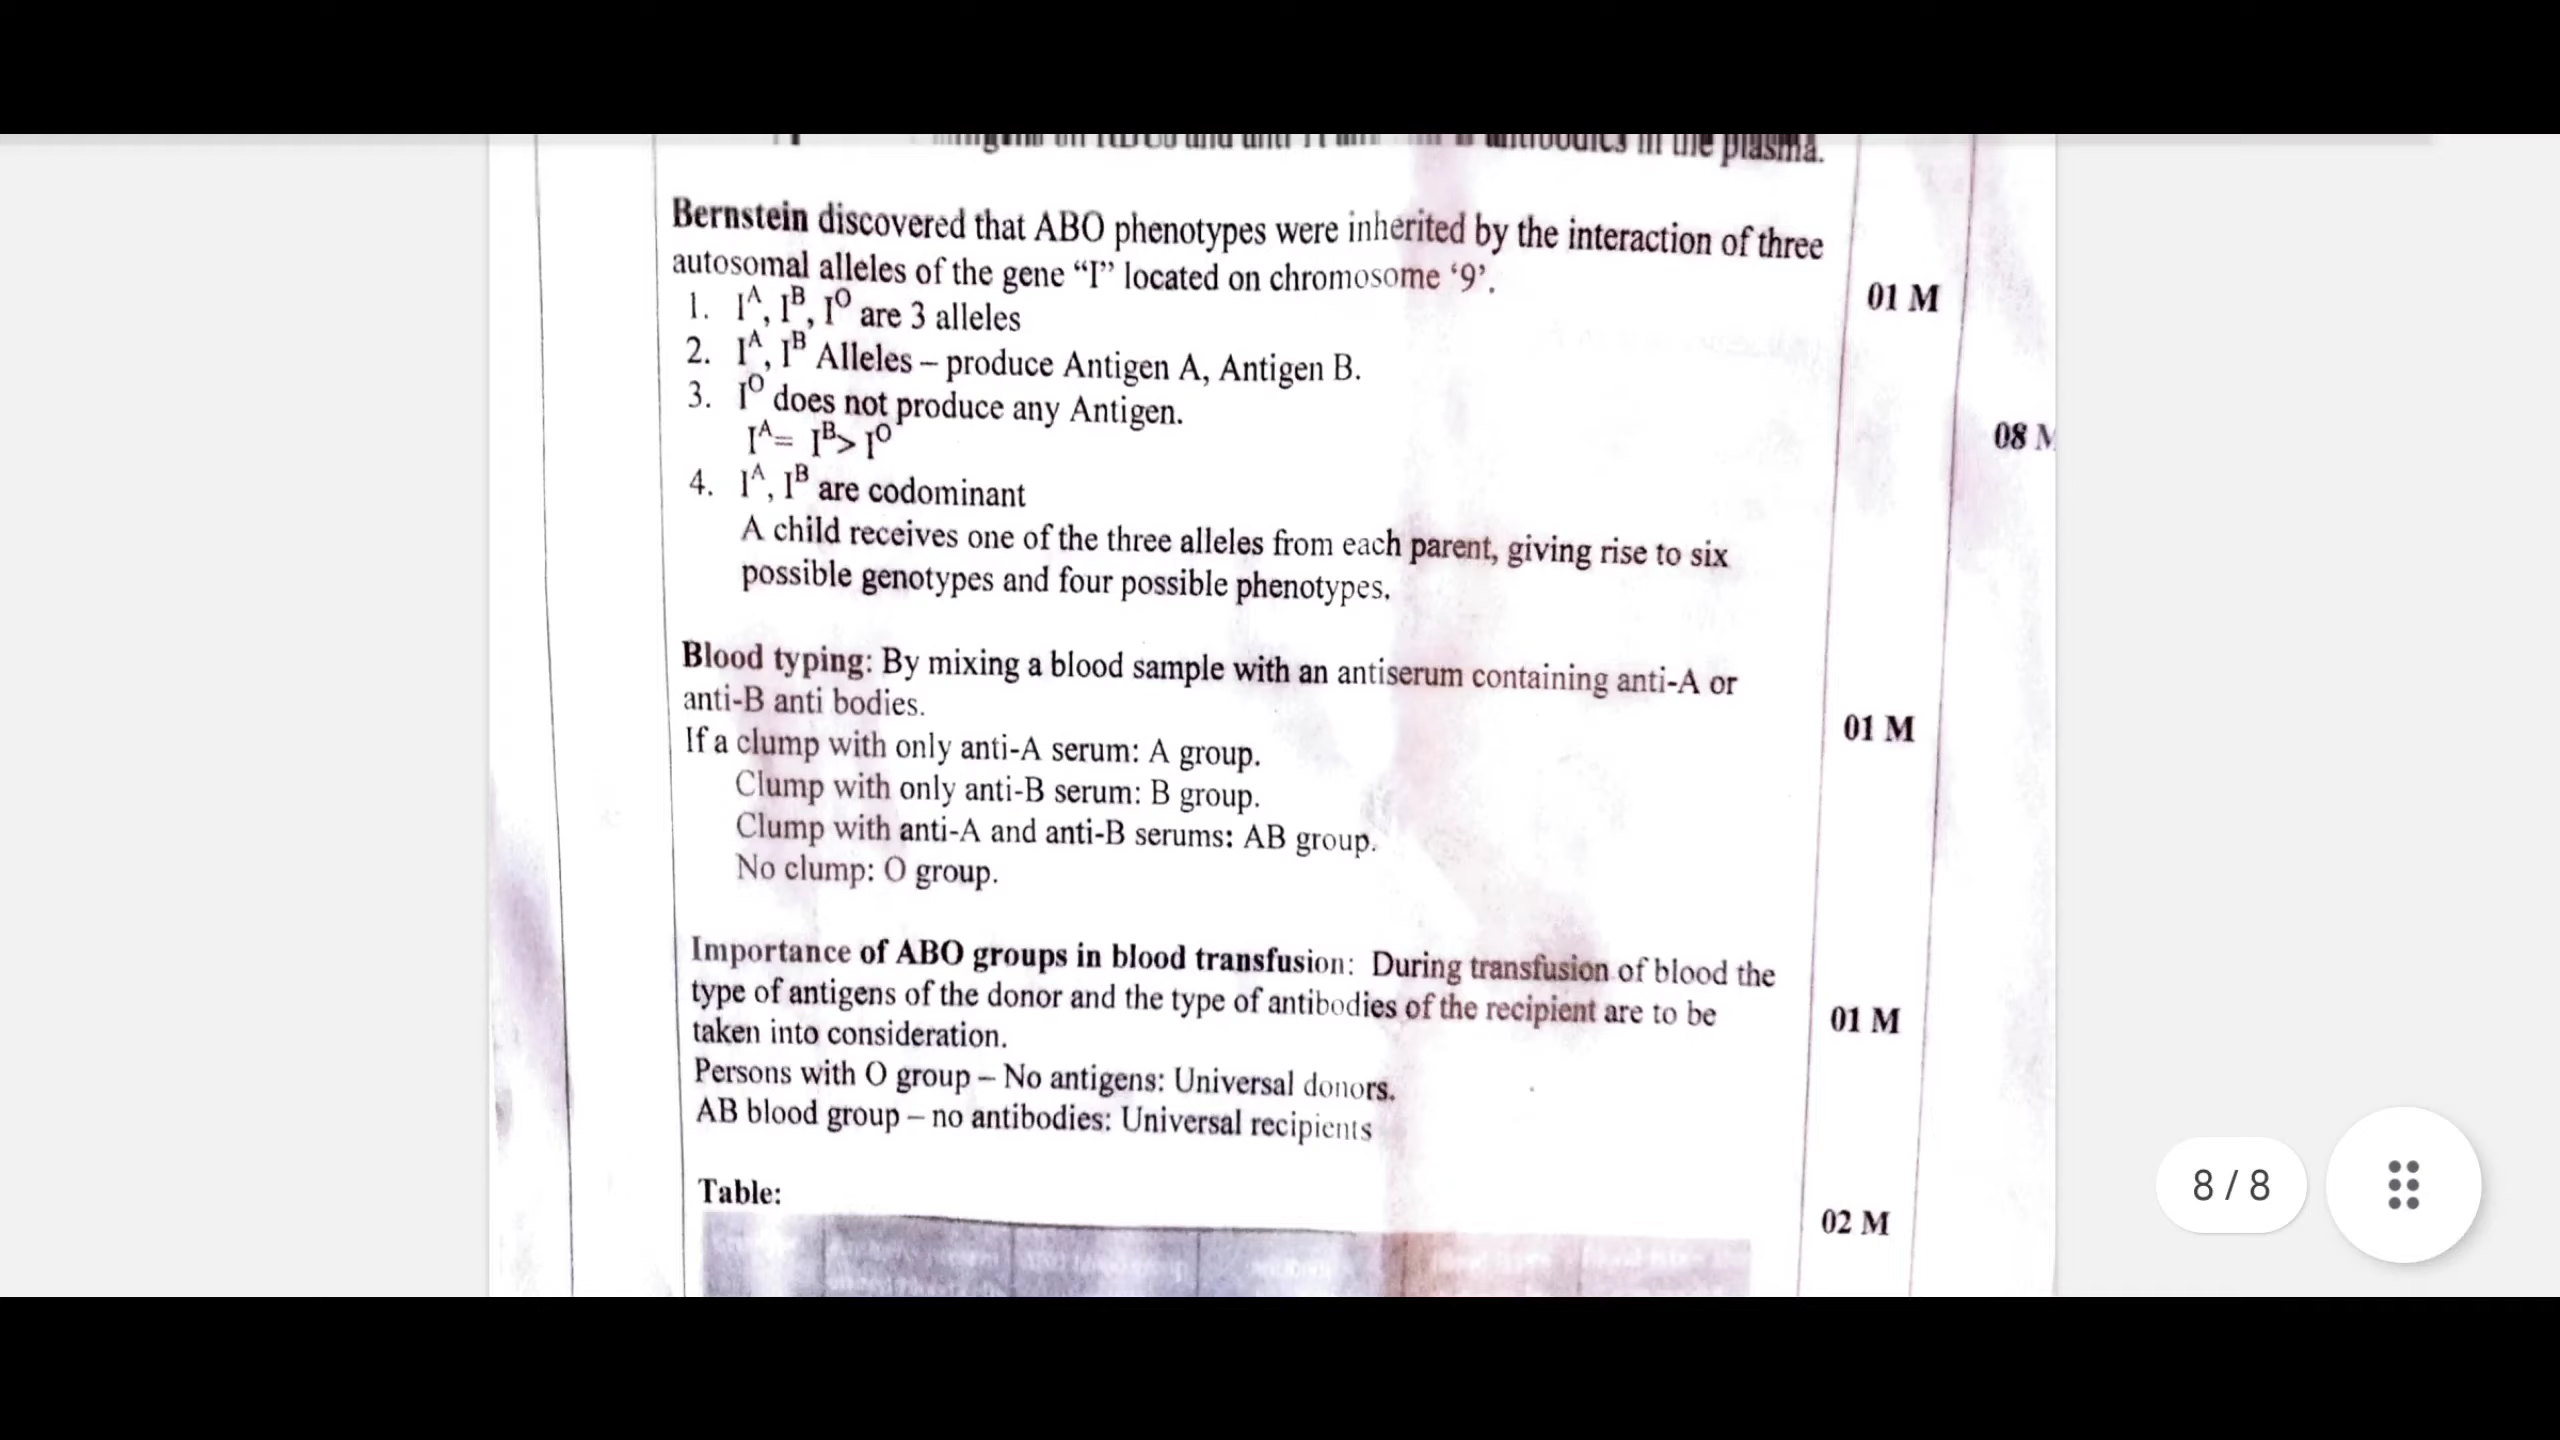 antibodies in the plasma.
Bernstein discovered that ABO phenotypes were inherited by the interaction of three
autosomal alleles of the gene “I” located on chromosome ‘9’.
01 M
1. I^A, I^B, I^O are 3 alleles
2. I^A, I^B Alleles – produce Antigen A, Antigen B.
3. I^O does not produce any Antigen.
I^A= I^B> I^O
08 M
4. I^A, I^B are codominant
A child receives one of the three alleles from each parent, giving rise to six
possible genotypes and four possible phenotypes.
Blood typing: By mixing a blood sample with an antiserum containing anti-A or
anti-B anti bodies.
01 M
If a clump with only anti-A serum: A group.
Clump with only anti-B serum: B group.
Clump with anti-A and anti-B serums: AB group.
No clump: O group.
Importance of ABO groups in blood transfusion: During transfusion of blood the
type of antigens of the donor and the type of antibodies of the recipient are to be
01 M
taken into consideration.
Persons with O group – No antigens: Universal donors.
AB blood group – no antibodies: Universal recipients
Table:
02 M
8 / 8